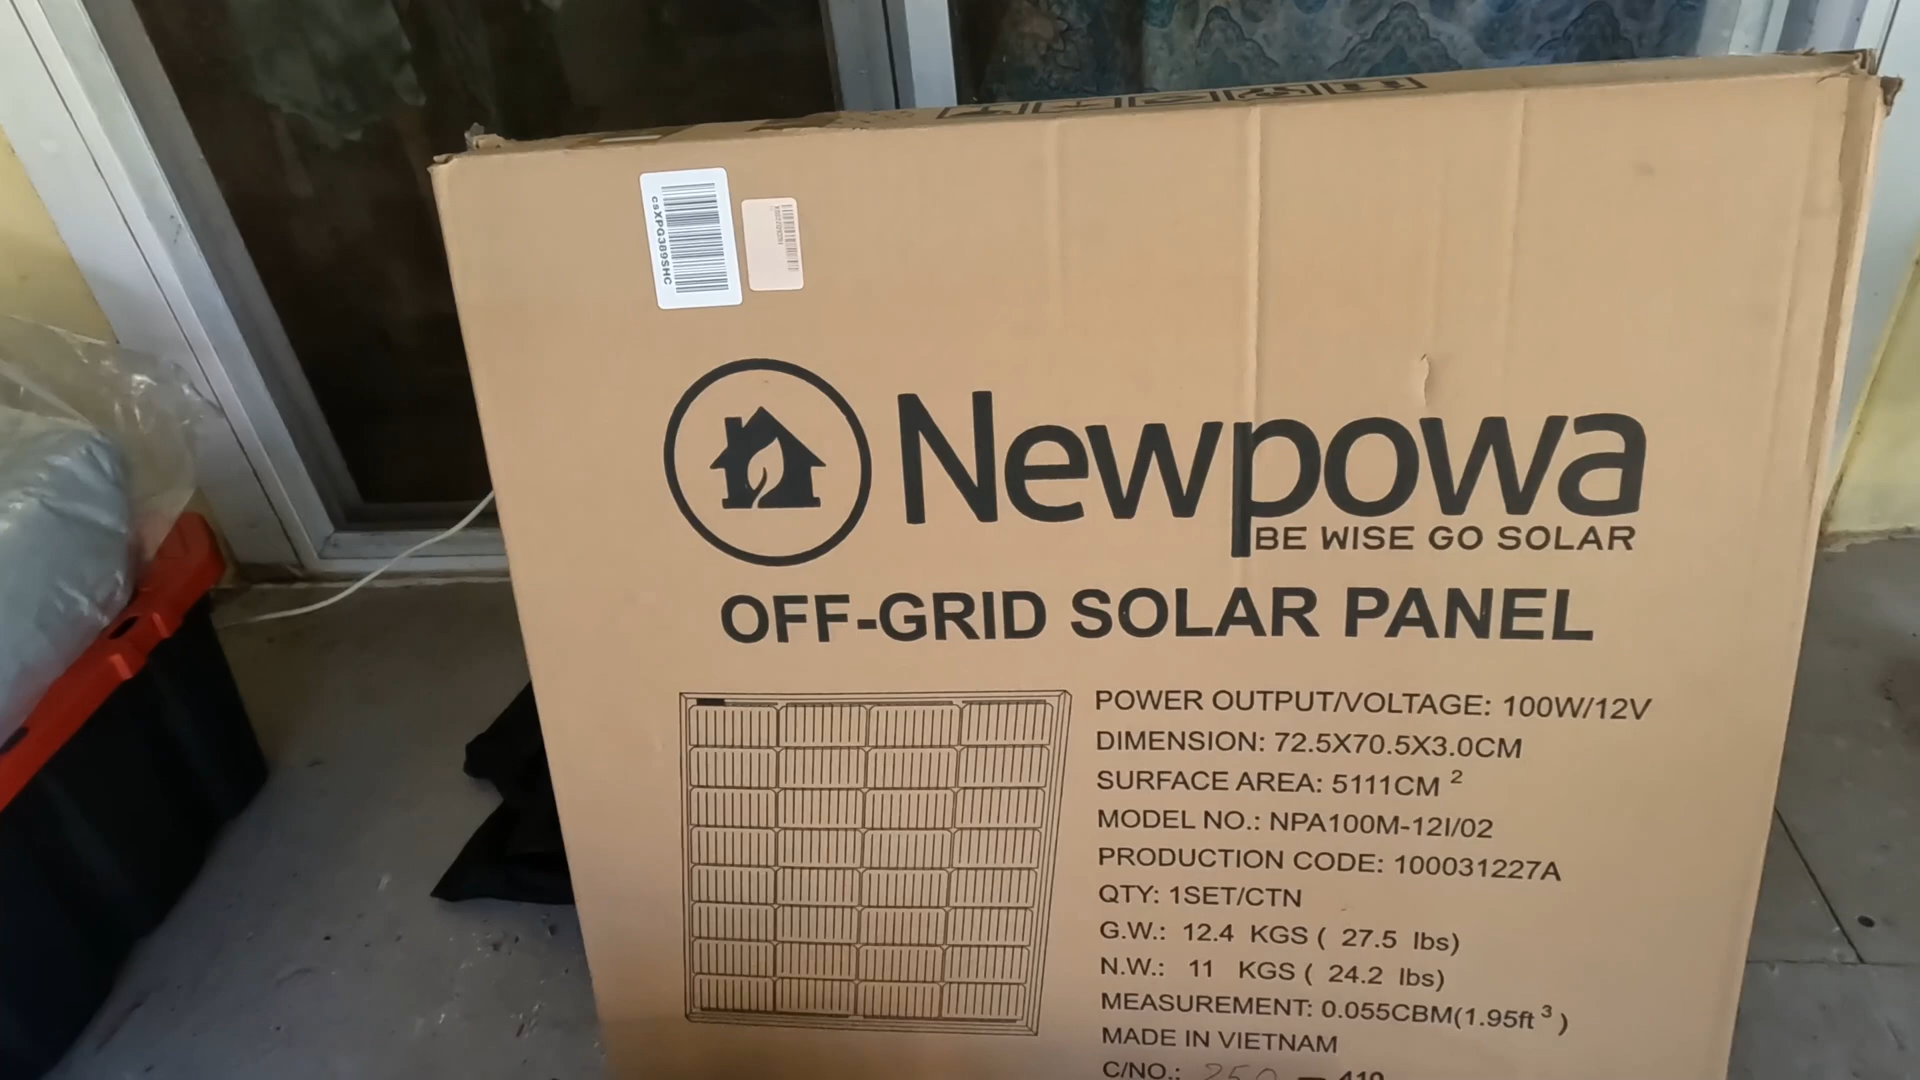 csXPG389SHC
Newpowa
BE WISE GO SOLAR
OFF-GRID SOLAR PANEL
POWER OUTPUT/VOLTAGE: 100W/12V
DIMENSION: 72.5X70.5X3.0CM
SURFACE AREA: 5111CM ²
MODEL NO.: NPA100M-12I/02
PRODUCTION CODE: 100031227A
QTY: 1SET/CTN
G.W.: 12.4 KGS ( 27.5 lbs)
N.W.: 11 KGS ( 24.2 lbs)
MEASUREMENT: 0.055CBM(1.95ft ³ )
MADE IN VIETNAM
C/NO.: 250 – 410